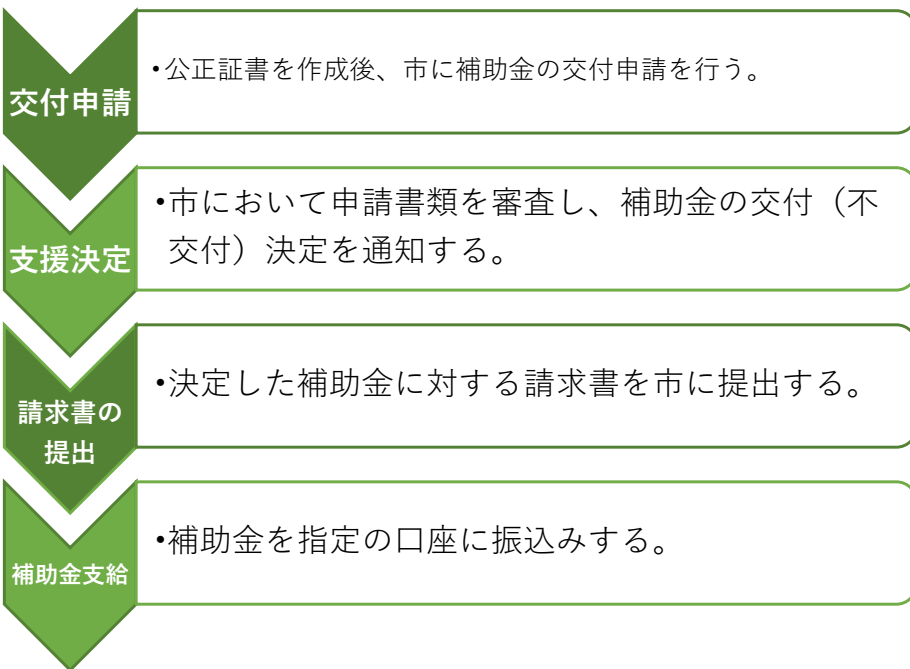 交付申請
•公正証書を作成後、市に補助金の交付申請を行う。
支援決定
•市において申請書類を審査し、補助金の交付（不
交付）決定を通知する。
請求書の
提出
•決定した補助金に対する請求書を市に提出する。
補助金支給
•補助金を指定の口座に振込みする。